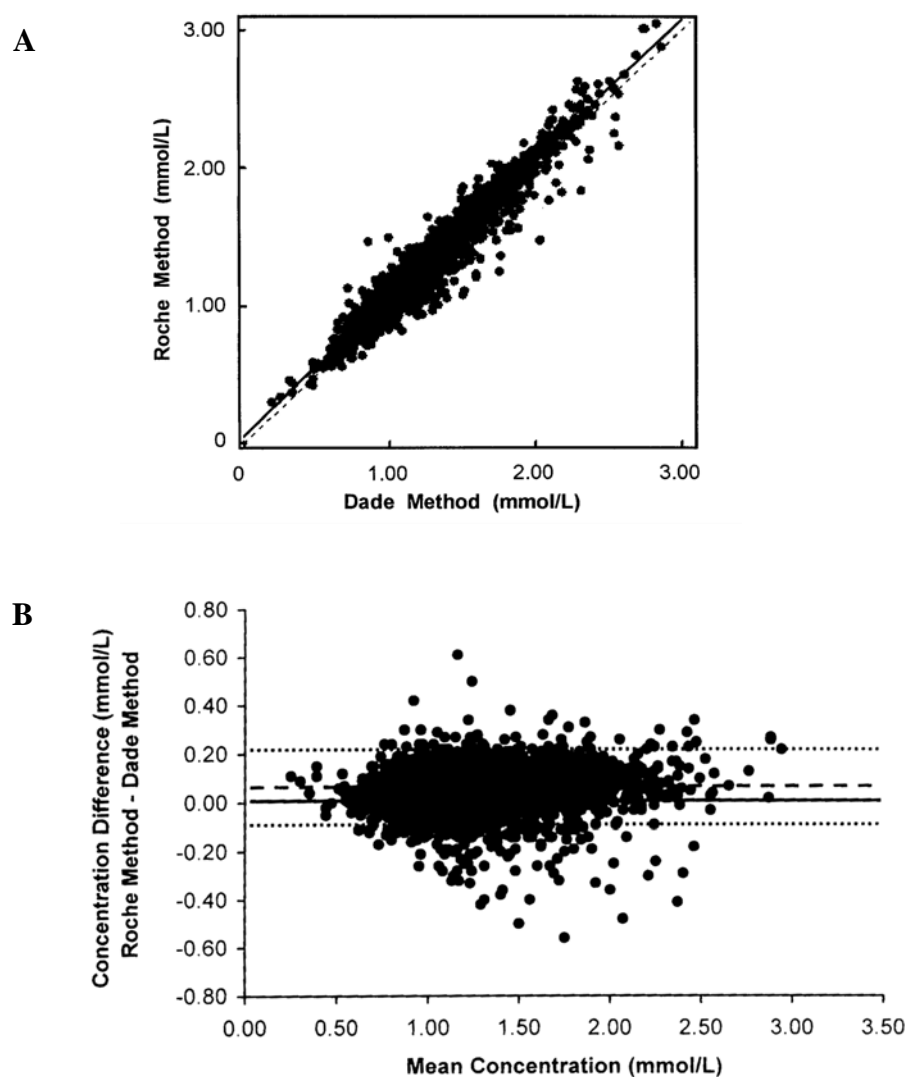 A
3.00
2.00
1.00
0
Roche Method (mmol/L)
0 1.00 2.00 3.00
Dade Method (mmol/L)
B
Concentration Difference (mmol/L)
Roche Method - Dade Method
0.80
0.60
0.40
0.20
0.00
-0.20
-0.40
-0.60
-0.80
0.00 0.50 1.00 1.50 2.00 2.50 3.00 3.50
Mean Concentration (mmol/L)